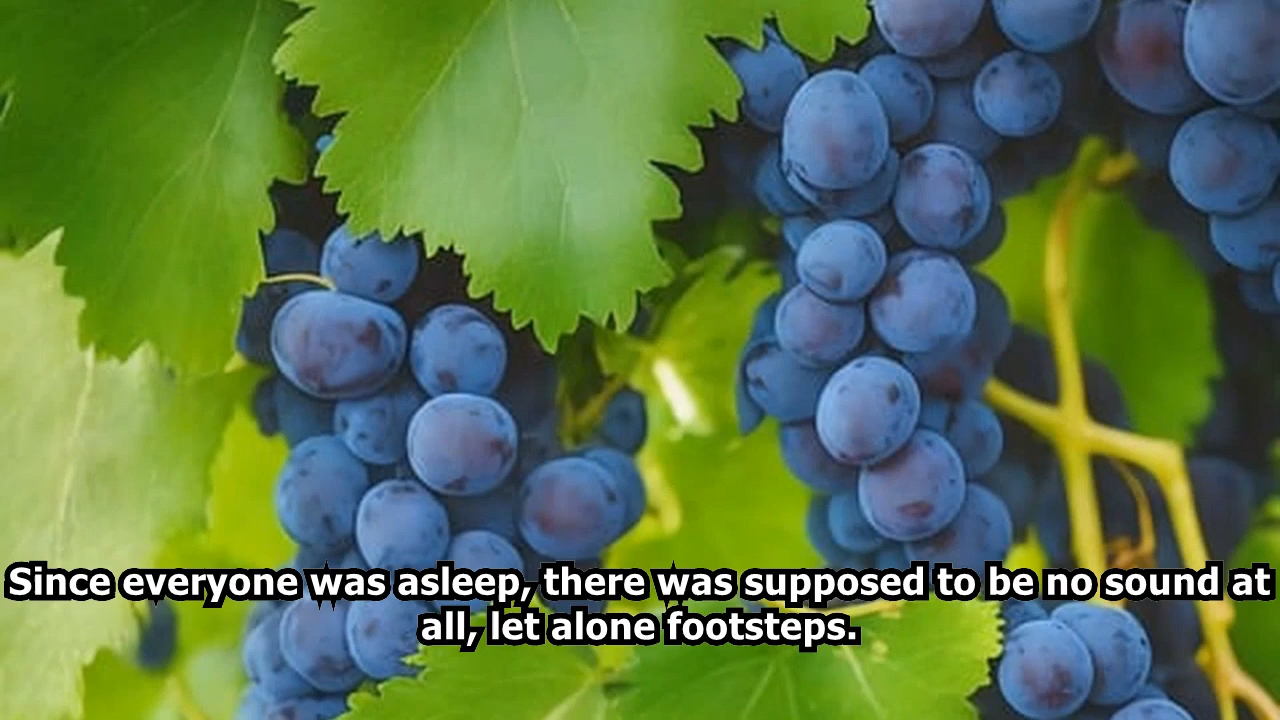 Since everyone was asleep, there was supposed to be no sound at
all, let alone footsteps.